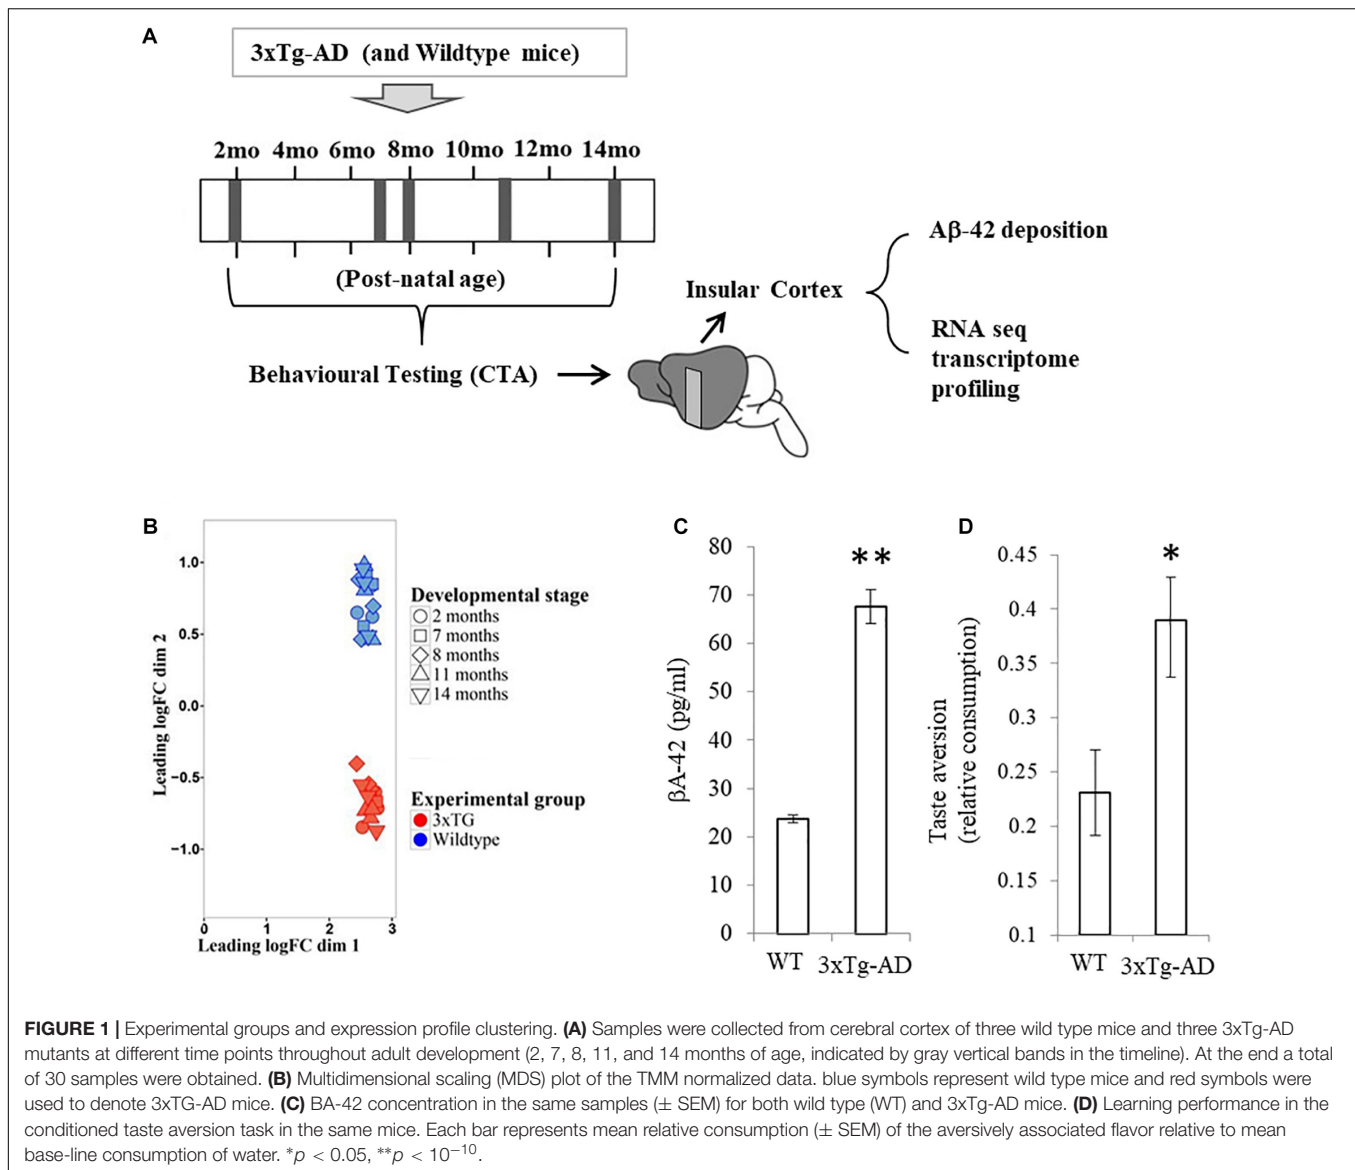 A
3xTg-AD (and Wildtype mice)
2mo 4mo 6mo 8mo 10mo 12mo 14mo
(Post-natal age)
Behavioural Testing (CTA)
Insular Cortex
Aβ-42 deposition
RNA seq
transcriptome
profiling
B
Leading logFC dim 2
1.0
0.5
0.0
−0.5
−1.0
0 1 2 3
Leading logFC dim 1
Developmental stage
2 months
7 months
8 months
11 months
14 months
Experimental group
3xTG
Wildtype
C
βA-42 (pg/ml)
80
70
60
50
40
30
20
10
0
**
WT 3xTg-AD
D
Taste aversion
(relative consumption)
0.45
0.4
0.35
0.3
0.25
0.2
0.15
0.1
*
WT 3xTg-AD
FIGURE 1 | Experimental groups and expression profile clustering. (A) Samples were collected from cerebral cortex of three wild type mice and three 3xTg-AD
mutants at different time points throughout adult development (2, 7, 8, 11, and 14 months of age, indicated by gray vertical bands in the timeline). At the end a total
of 30 samples were obtained. (B) Multidimensional scaling (MDS) plot of the TMM normalized data. blue symbols represent wild type mice and red symbols were
used to denote 3xTG-AD mice. (C) BA-42 concentration in the same samples (± SEM) for both wild type (WT) and 3xTg-AD mice. (D) Learning performance in the
conditioned taste aversion task in the same mice. Each bar represents mean relative consumption (± SEM) of the aversively associated flavor relative to mean
base-line consumption of water. *p < 0.05, **p < 10⁻¹⁰.